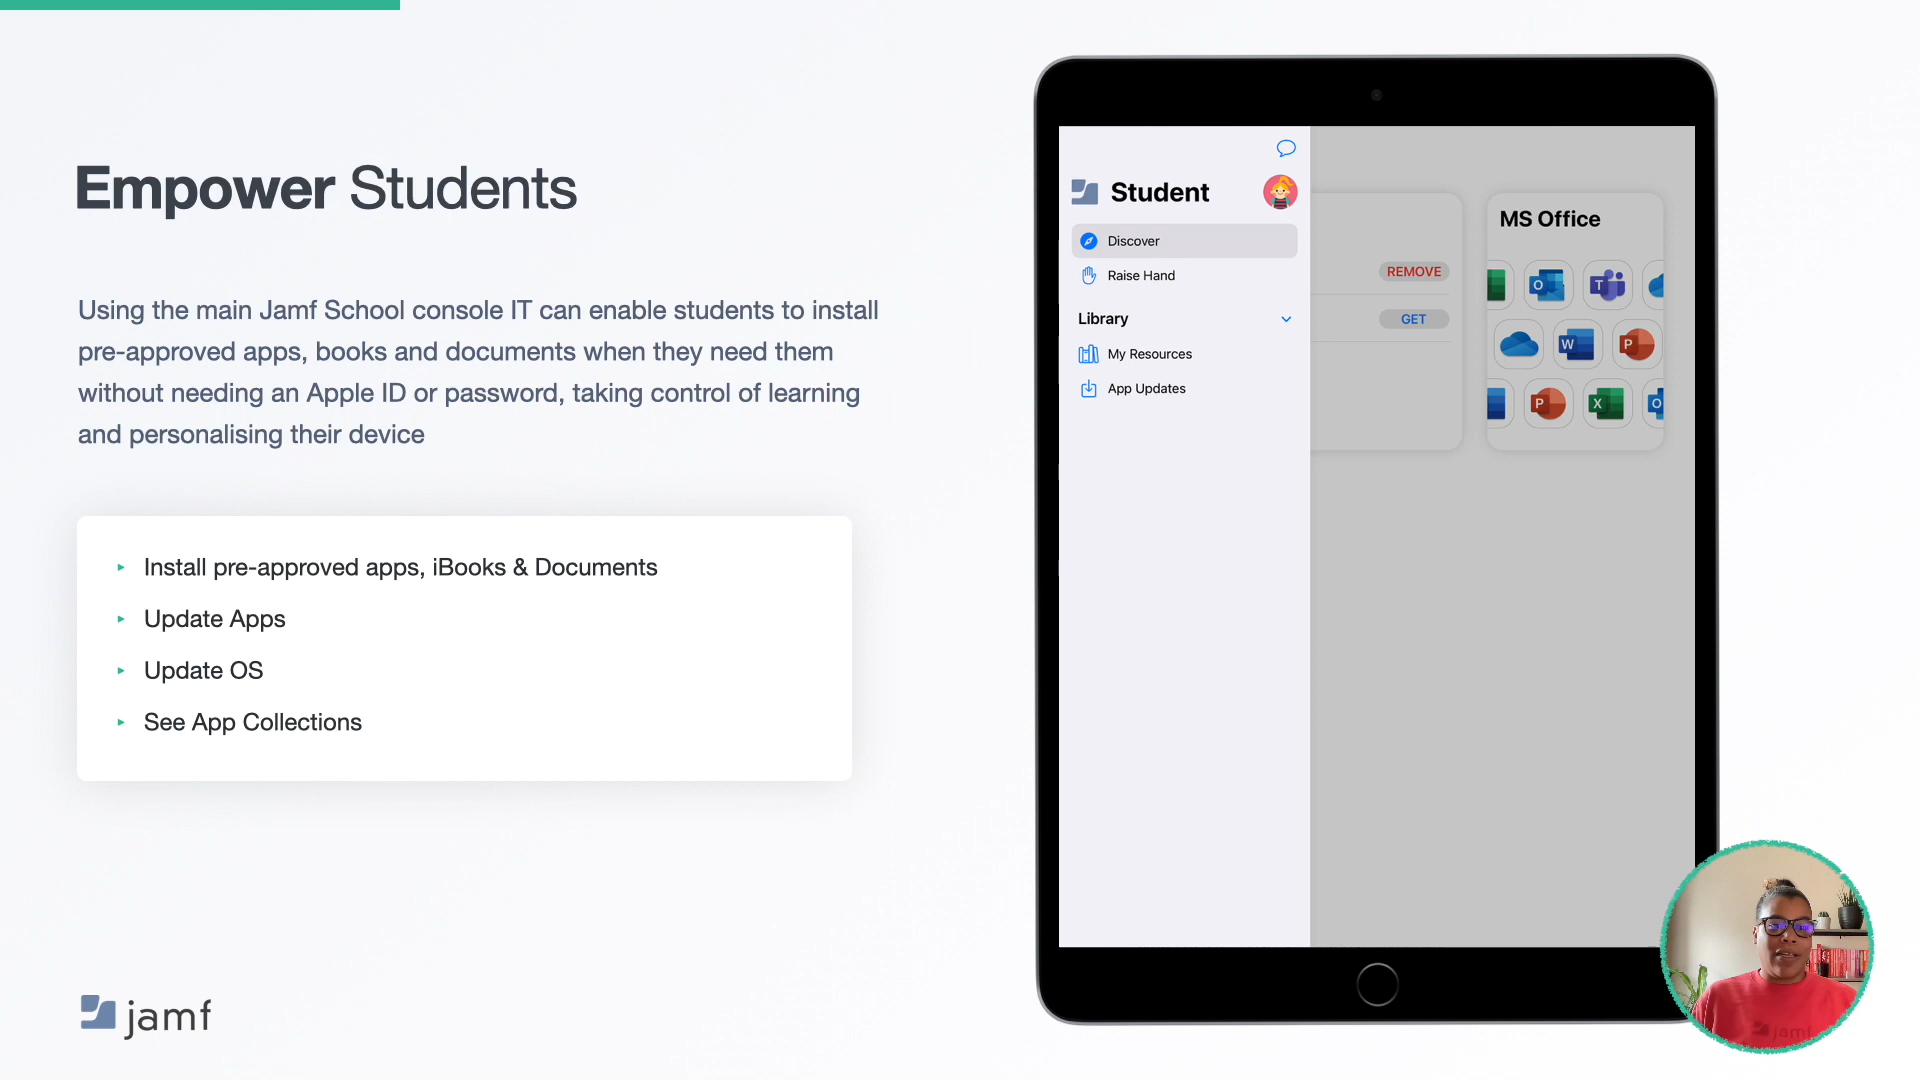 Empower Students
Using the main Jamf School console IT can enable students to install
pre-approved apps, books and documents when they need them
without needing an Apple ID or password, taking control of learning
and personalising their device
Install pre-approved apps, iBooks & Documents
Update Apps
Update OS
See App Collections
jamf
Student
Discover
Raise Hand
Library
My Resources
App Updates
REMOVE
GET
MS Office
O
T
W
P
P
X
O
jamf